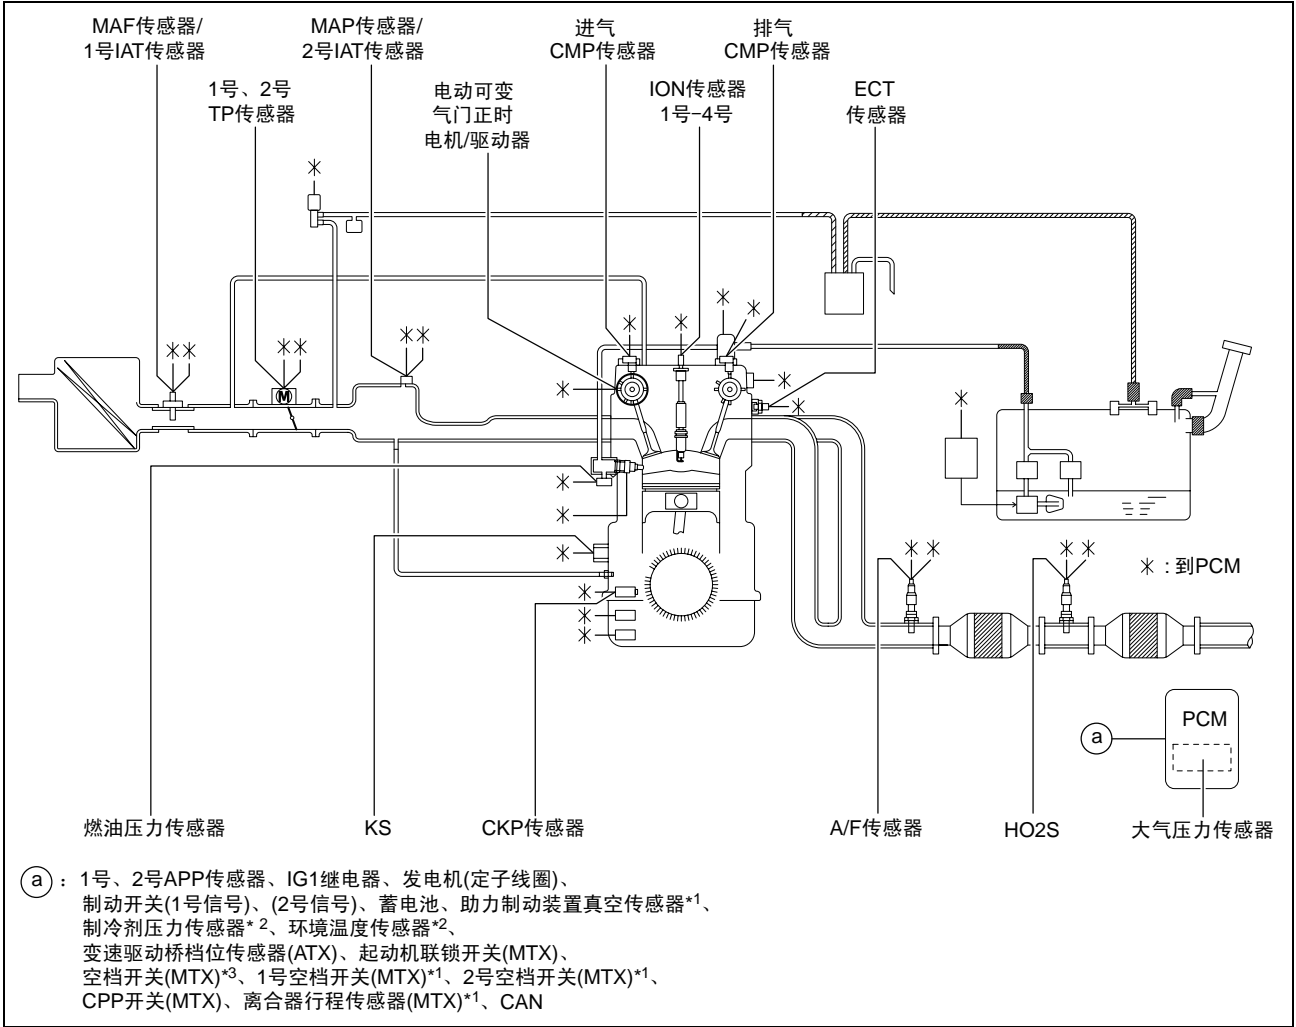 MAF传感器/
1号IAT传感器
MAP传感器/
2号IAT传感器
进气
CMP传感器
排气
CMP传感器
1号、2号
TP传感器
电动可变
气门正时
电机/驱动器
ION传感器
1号-4号
ECT
传感器
M
* : 到PCM
PCM
a
燃油压力传感器
KS
CKP传感器
A/F传感器
HO2S
大气压力传感器
a : 1号、2号APP传感器、IG1继电器、发电机(定子线圈)、
制动开关(1号信号)、(2号信号)、蓄电池、助力制动装置真空传感器*1、
制冷剂压力传感器* 2、环境温度传感器*2、
变速驱动桥档位传感器(ATX)、起动机联锁开关(MTX)、
空档开关(MTX)*3、1号空档开关(MTX)*1、2号空档开关(MTX)*1、
CPP开关(MTX)、离合器行程传感器(MTX)*1、CAN